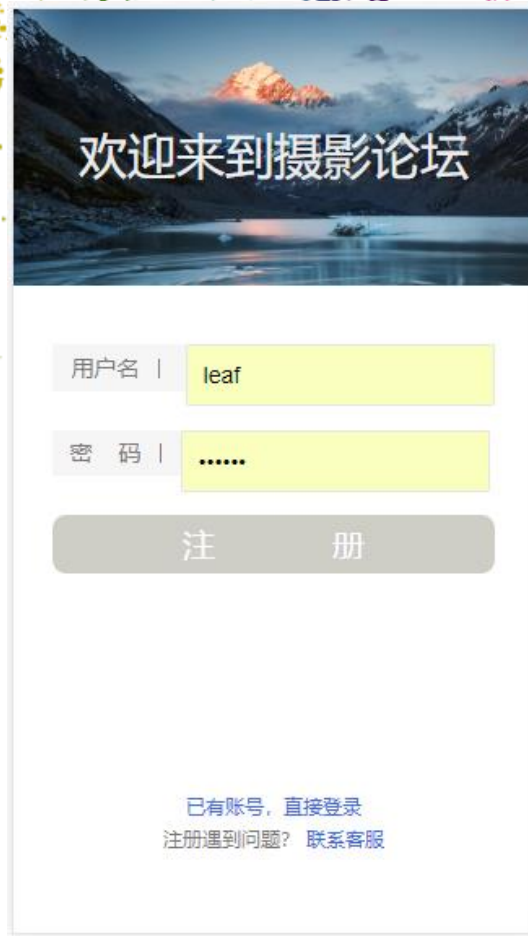 欢迎来到摄影论坛
用户名 | leaf
密 码 | ••••••
注 册
已有账号，直接登录
注册遇到问题? 联系客服